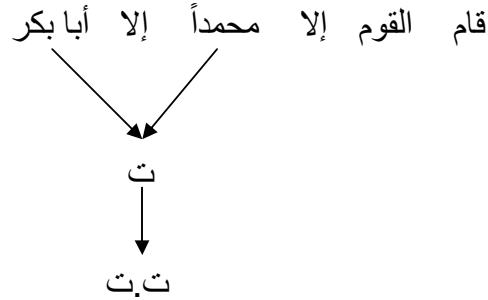 قام القوم إلا محمداً إلا أبا بكر
ت
ت.ت